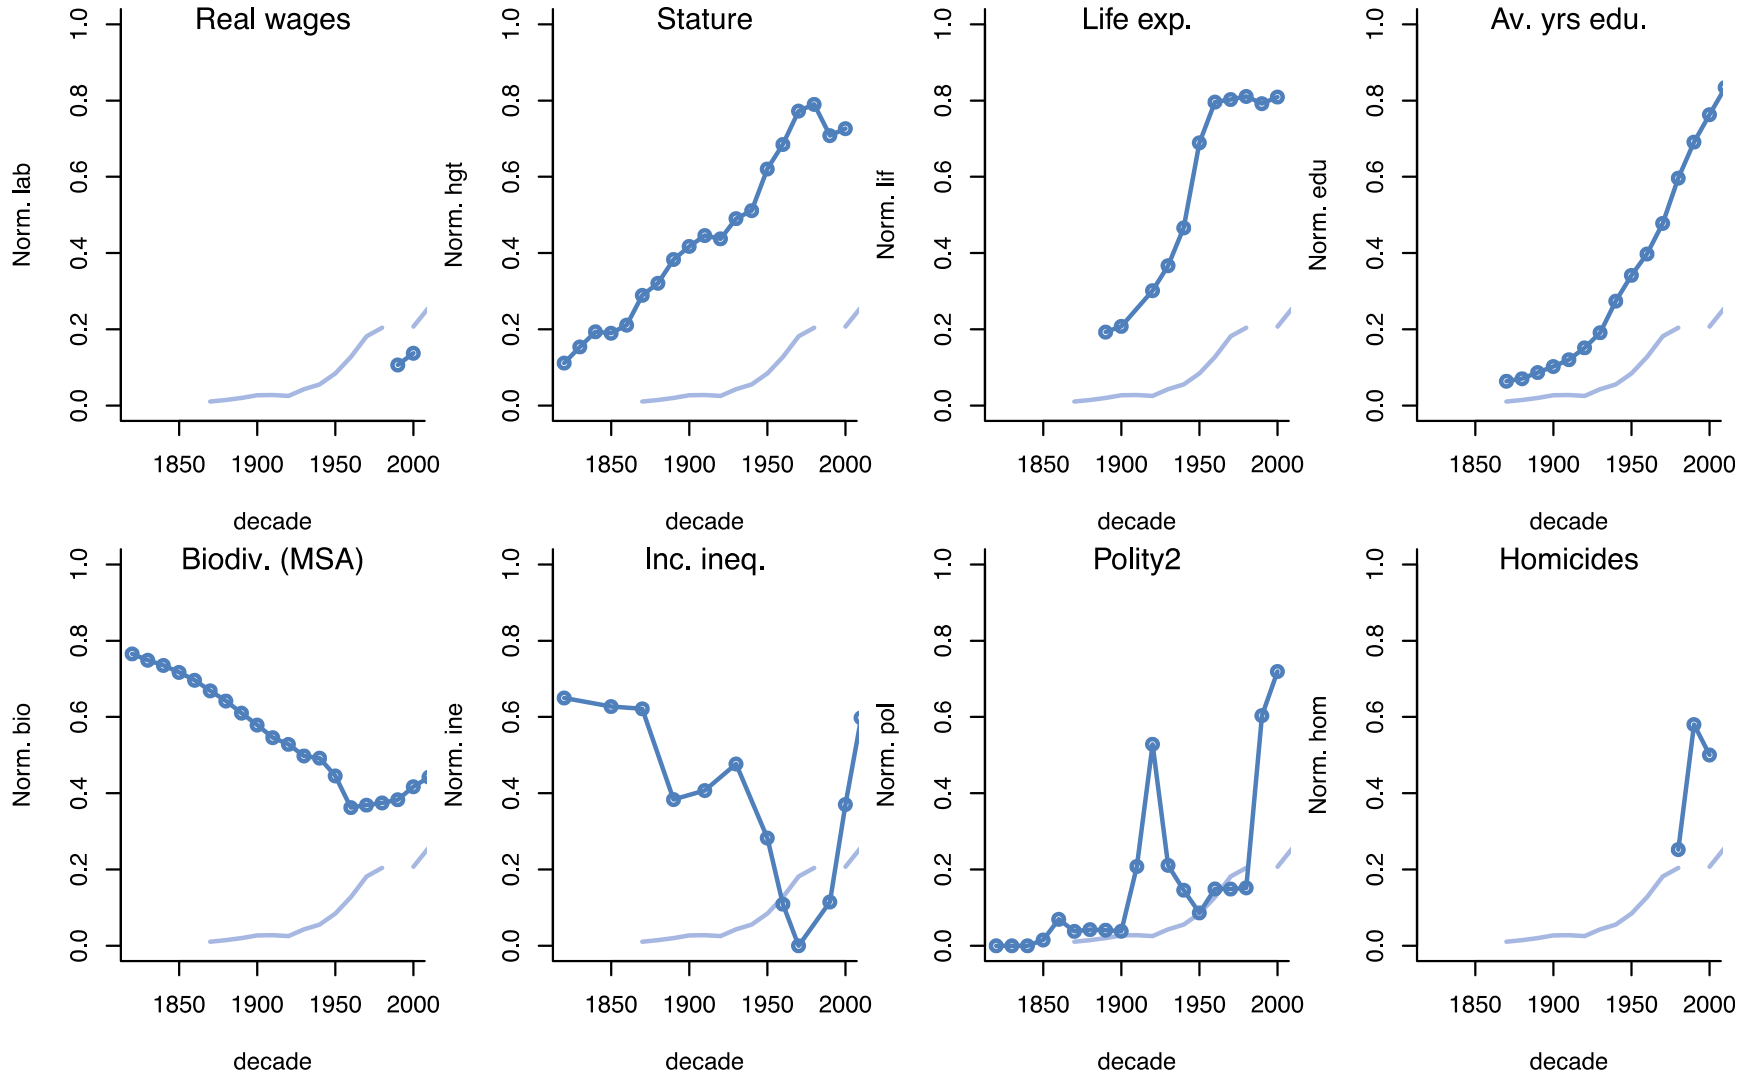 Real wages
Norm. lab
0.0 0.2 0.4 0.6 0.8 1.0
1850 1900 1950 2000
decade
Stature
Norm. hgt
0.0 0.2 0.4 0.6 0.8 1.0
1850 1900 1950 2000
decade
Life exp.
Norm. lif
0.0 0.2 0.4 0.6 0.8 1.0
1850 1900 1950 2000
decade
Av. yrs edu.
Norm. edu
0.0 0.2 0.4 0.6 0.8 1.0
1850 1900 1950 2000
decade
Biodiv. (MSA)
Norm. bio
0.0 0.2 0.4 0.6 0.8 1.0
1850 1900 1950 2000
decade
Inc. ineq.
Norm. ine
0.0 0.2 0.4 0.6 0.8 1.0
1850 1900 1950 2000
decade
Polity2
Norm. pol
0.0 0.2 0.4 0.6 0.8 1.0
1850 1900 1950 2000
decade
Homicides
Norm. hom
0.0 0.2 0.4 0.6 0.8 1.0
1850 1900 1950 2000
decade